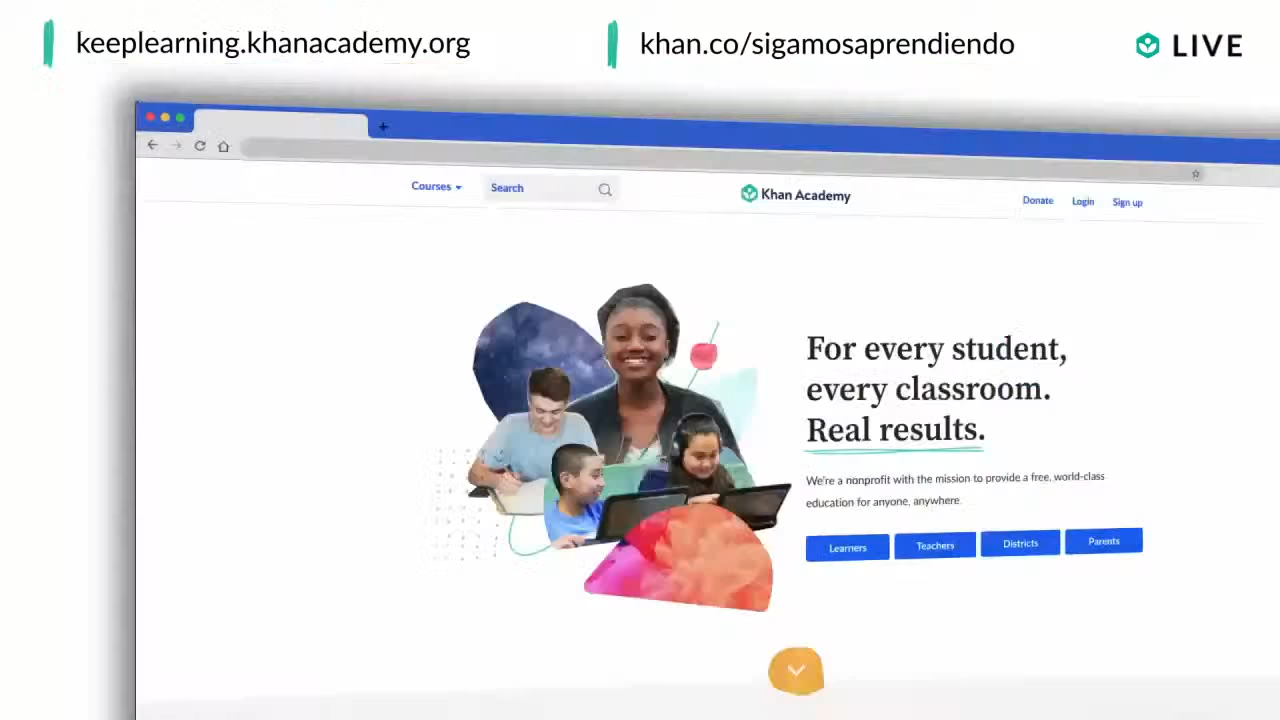 keeplearning.khanacademy.org
khan.co/sigamosaprendiendo
LIVE
Courses
Search
Khan Academy
Donate
Login
Sign up
For every student,
every classroom.
Real results.
We're a nonprofit with the mission to provide a free, world-class
education for anyone, anywhere.
Learners
Teachers
Districts
Parents